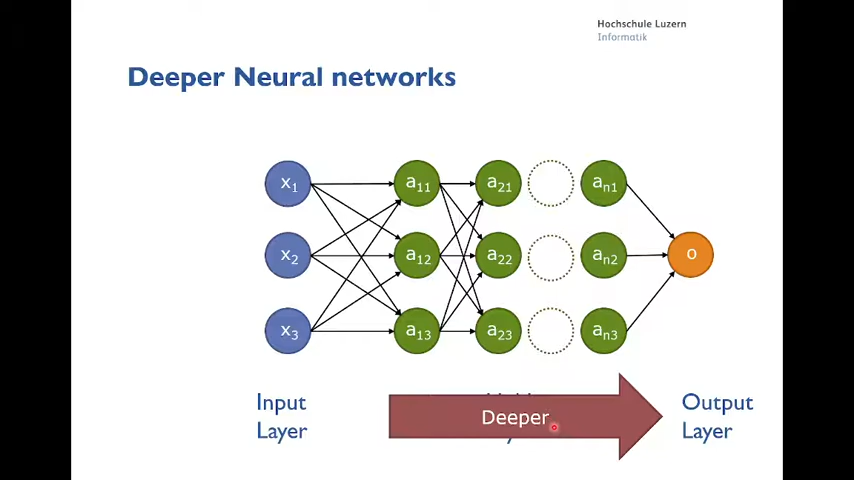 Hochschule Luzern
Informatik
Deeper Neural networks
x1 a11 a21 an1
x2 a12 a22 an2 o
x3 a13 a23 an3
Input Layer
Deeper
Output Layer